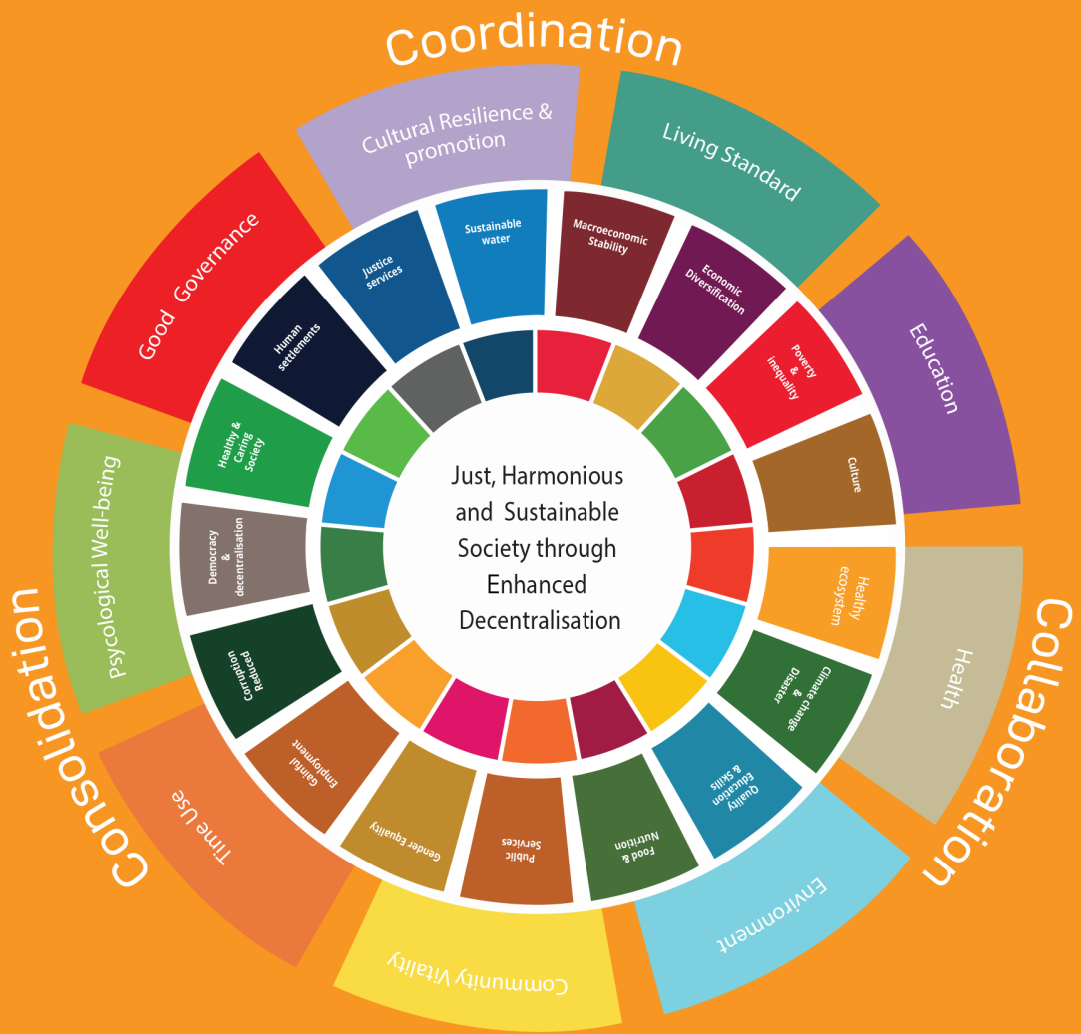 Coordination
Collaboration
Consolidation
Cultural Resilience &
promotion
Living Standard
Education
Health
Environment
Community Vitality
Time Use
Psycological Well-being
Good Governance
Sustainable
water
Macroeconomic
Stability
Economic
Diversification
Poverty
&
inequality
Culture
Healthy
ecosystem
Climate change
&
Disaster
Quality
Education
& Skills
Food &
Nutrition
Public
Services
Gender Equality
Gainful
Employment
Corruption
Reduced
Democracy
&
decentralisation
Healthy &
Caring
Society
Human
settlements
Justice
services
Just, Harmonious
and Sustainable
Society through
Enhanced
Decentralisation